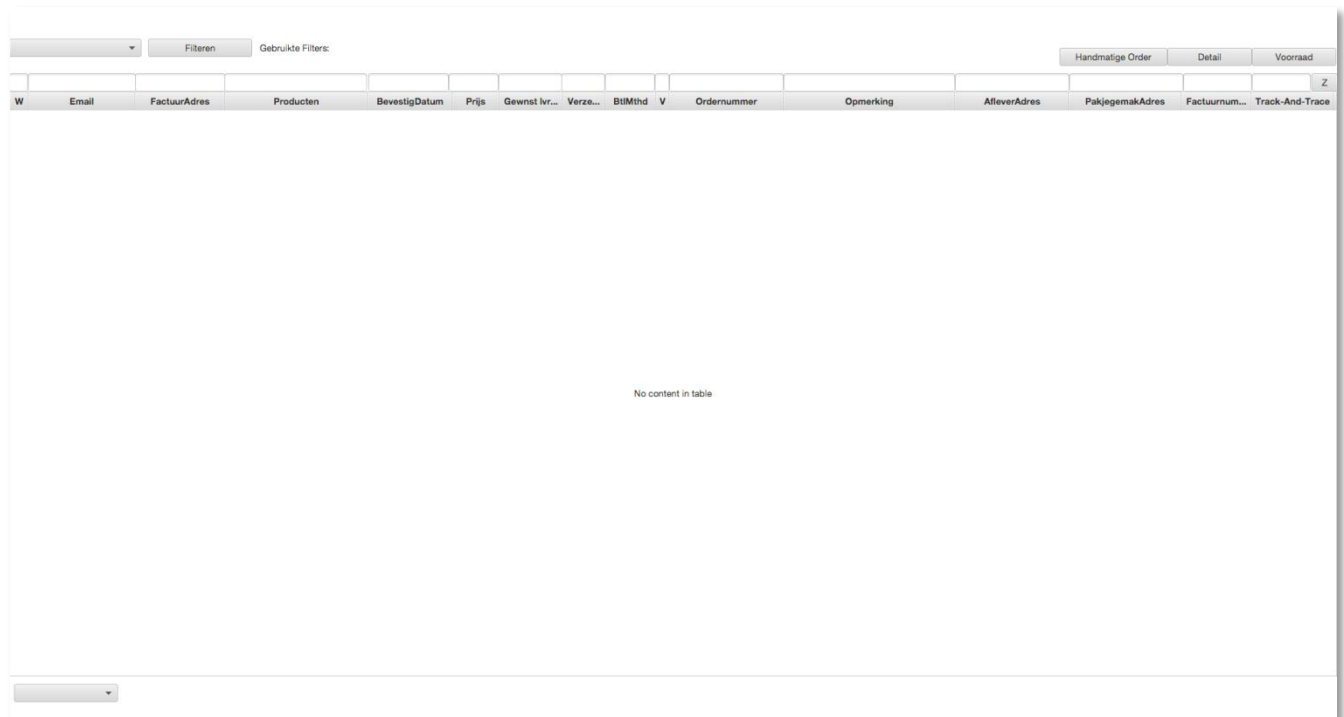 Filteren Gebruikte Filters:
Handmatige Order Detail Voorraad
Z
W Email FactuurAdres Producten BevestigDatum Prijs Gewnst lvr... Verze... BtlMthd V Ordernummer Opmerking AfleverAdres PakjegemakAdres Factuurnum... Track-And-Trace
No content in table